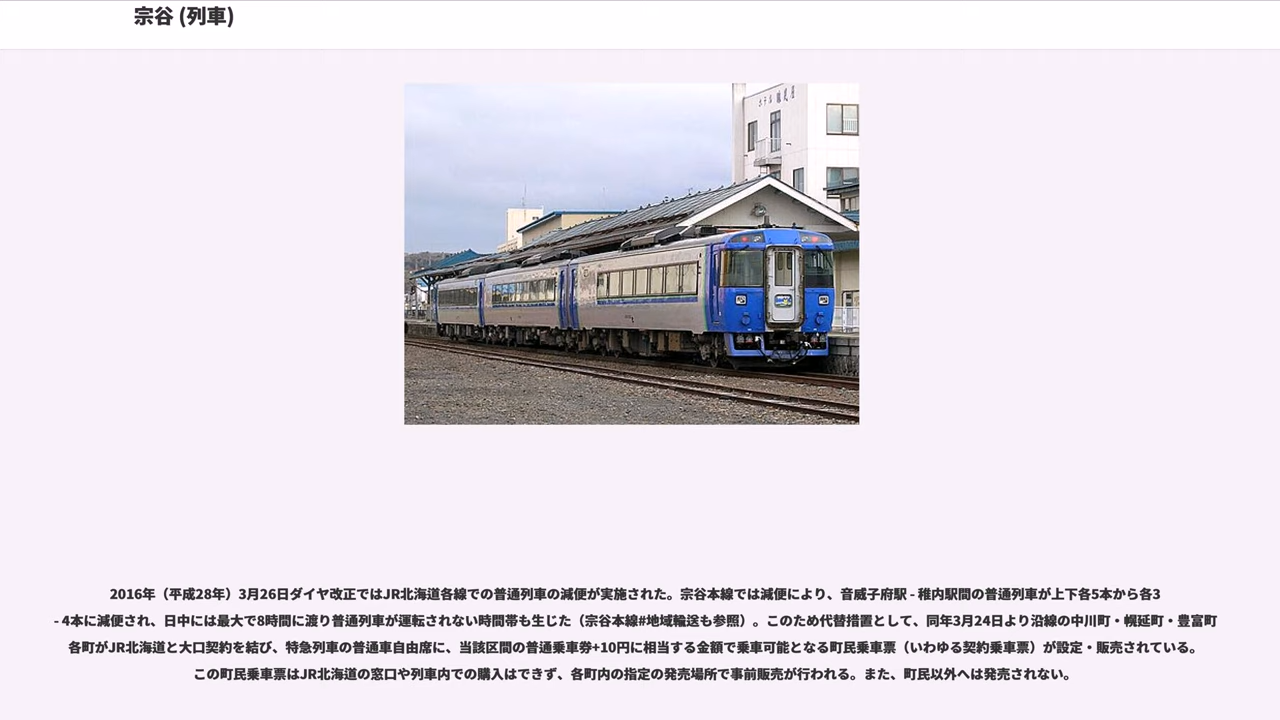 宗谷 (列車)
ホテル
2016年（平成28年）3月26日ダイヤ改正ではJR北海道各線での普通列車の減便が実施された。宗谷本線では減便により、音威子府駅 - 稚内駅間の普通列車が上下各5本から各3
- 4本に減便され、日中には最大で8時間に渡り普通列車が運転されない時間帯も生じた（宗谷本線#地域輸送も参照）。このため代替措置として、同年3月24日より沿線の中川町・幌延町・豊富町
各町がJR北海道と大口契約を結び、特急列車の普通車自由席に、当該区間の普通乗車券+10円に相当する金額で乗車可能となる町民乗車票（いわゆる契約乗車票）が設定・販売されている。
この町民乗車票はJR北海道の窓口や列車内での購入はできず、各町内の指定の発売場所で事前販売が行われる。また、町民以外へは発売されない。